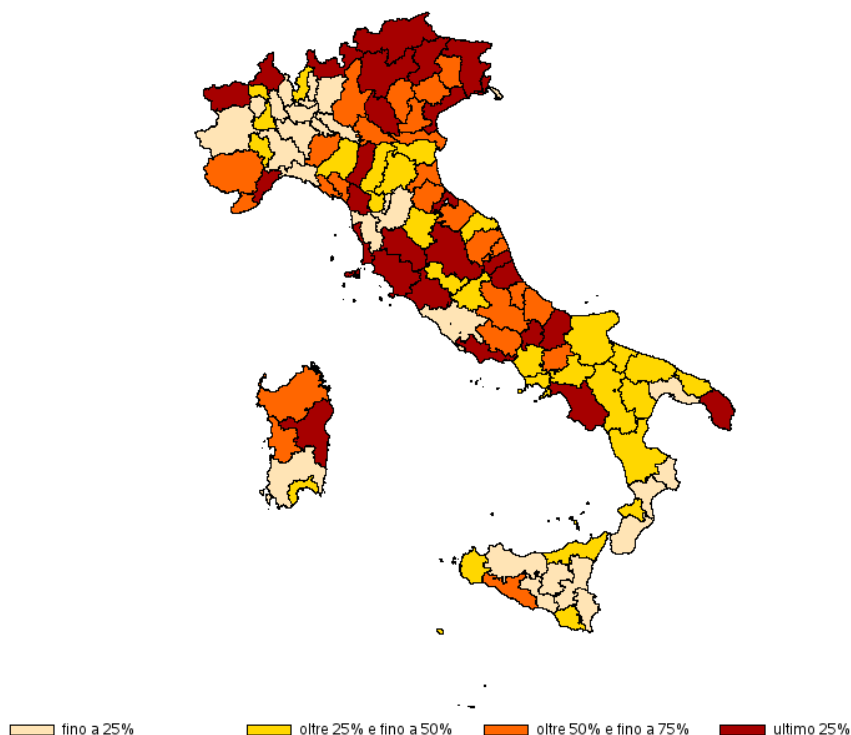 fino a 25%
oltre 25% e fino a 50%
oltre 50% e fino a 75%
ultimo 25%